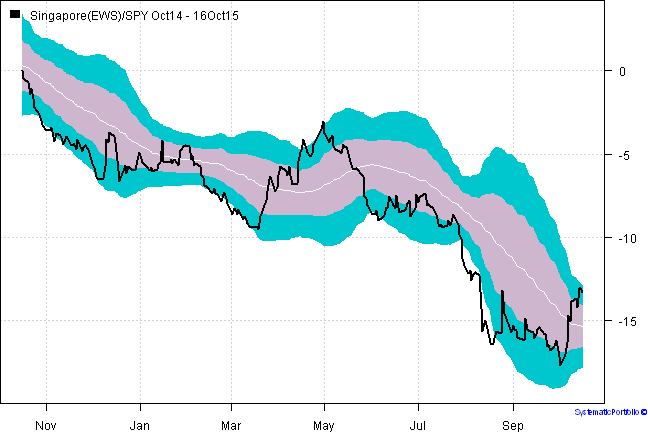 Singapore(EWS)/SPY Oct14 - 16Oct15
0
-5
-10
-15
Nov Jan Mar May Jul Sep
SystematicPortfolio ©